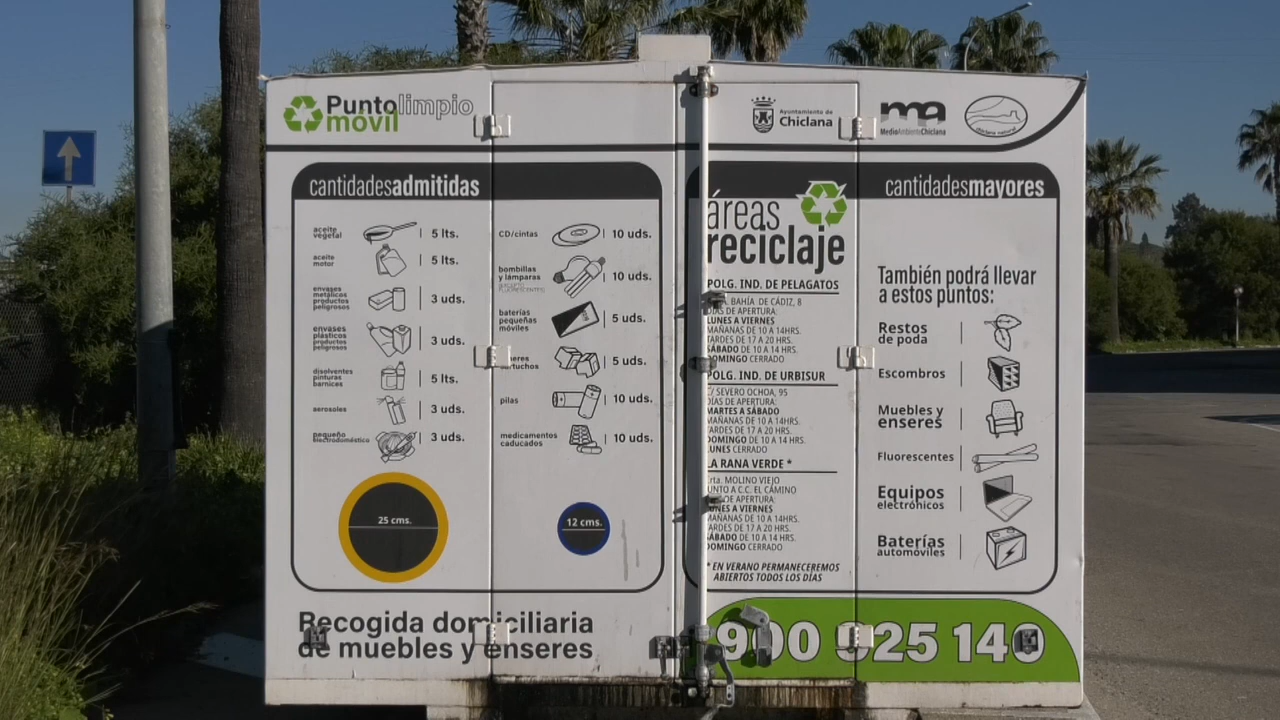 Puntolimpio
movil
Ayuntamiento de
Chiclana
ma
MedioAmbienteChiclana
chiclana natural
cantidadesadmitidas
aceite
vegetal
5 lts.
aceite
motor
5 lts.
envases
metálicos
productos
peligrosos
3 uds.
envases
plásticos
productos
peligrosos
3 uds.
disolventes
pinturas
barnices
5 lts.
aerosoles
3 uds.
pequeño
electrodoméstico
3 uds.
25 cms.
CD/cintas
10 uds.
bombillas
y lámparas
10 uds.
baterías
pequeñas
móviles
5 uds.
5 uds.
pilas
10 uds.
medicamentos
caducados
10 uds.
12 cms.
áreas
reciclaje
POLG. IND. DE PELAGATOS
BAHÍA DE CÁDIZ, 8
DE APERTURA:
LUNES A VIERNES
MAÑANAS DE 10 A 14HRS.
TARDES DE 17 A 20 HRS.
SÁBADO DE 10 A 14 HRS.
DOMINGO CERRADO
POLG. IND. DE URBISUR
C/ SEVERO OCHOA, 95
DÍAS DE APERTURA:
MARTES A SÁBADO
MAÑANAS DE 10 A 14HRS.
TARDES DE 17 A 20 HRS.
DOMINGO DE 10 A 14 HRS.
LUNES CERRADO
LA RANA VERDE *
Crta. MOLINO VIEJO
JUNTO A C.C. EL CÁMINO
DE APERTURA:
LUNES A VIERNES
MAÑANAS DE 10 A 14HRS.
TARDES DE 17 A 20 HRS.
SÁBADO DE 10 A 14 HRS.
DOMINGO CERRADO
* EN VERANO PERMANECEREMOS
ABIERTOS TODOS LOS DÍAS
cantidadesmayores
También podrá llevar
a estos puntos:
Restos
de poda
Escombros
Muebles y
enseres
Fluorescentes
Equipos
electrónicos
Baterías
automóviles
Recogida domiciliaria
de muebles y enseres
900 925 140